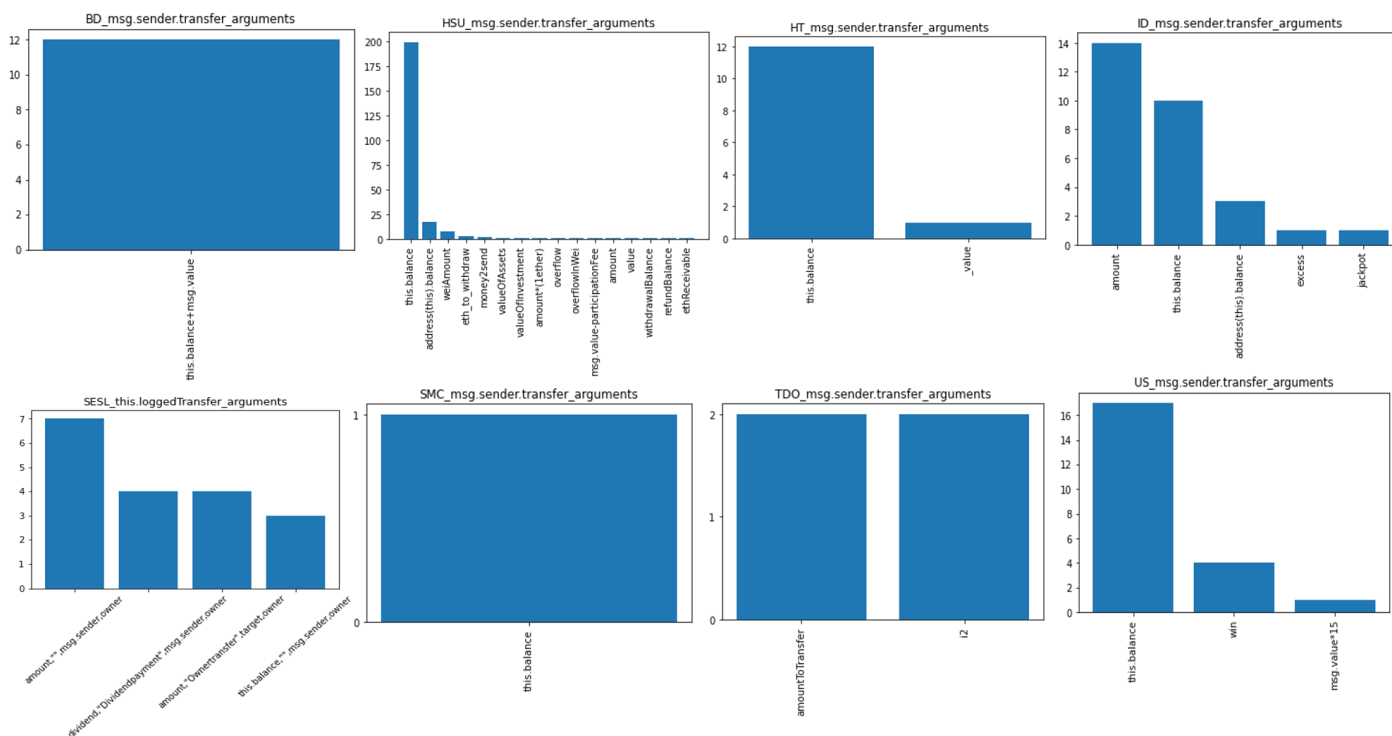 BD_msg.sender.transfer_arguments
12
10
8
6
4
2
0
this.balance+msg.value
HSU_msg.sender.transfer_arguments
200
175
150
125
100
75
50
25
0
this.balance
address(this).balance
weiAmount
eth_to_withdraw
money2send
valueOfAssets
valueOfInvestment
amount*(1ether)
overflow
overflowInWei
msg.value-participationFee
amount
value
withdrawalBalance
refundBalance
ethReceivable
HT_msg.sender.transfer_arguments
12
10
8
6
4
2
0
this.balance
_value
ID_msg.sender.transfer_arguments
14
12
10
8
6
4
2
0
amount
this.balance
address(this).balance
excess
jackpot
SESL_this.loggedTransfer_arguments
7
6
5
4
3
2
1
0
amount,"",msg.sender,owner
dividend,"Dividendpayment",msg.sender,owner
amount,"Ownertransfer",target,owner
this.balance,"",msg.sender,owner
SMC_msg.sender.transfer_arguments
1
0
this.balance
TDO_msg.sender.transfer_arguments
2
1
0
amountToTransfer
i2
US_msg.sender.transfer_arguments
16
14
12
10
8
6
4
2
0
this.balance
win
msg.value*15